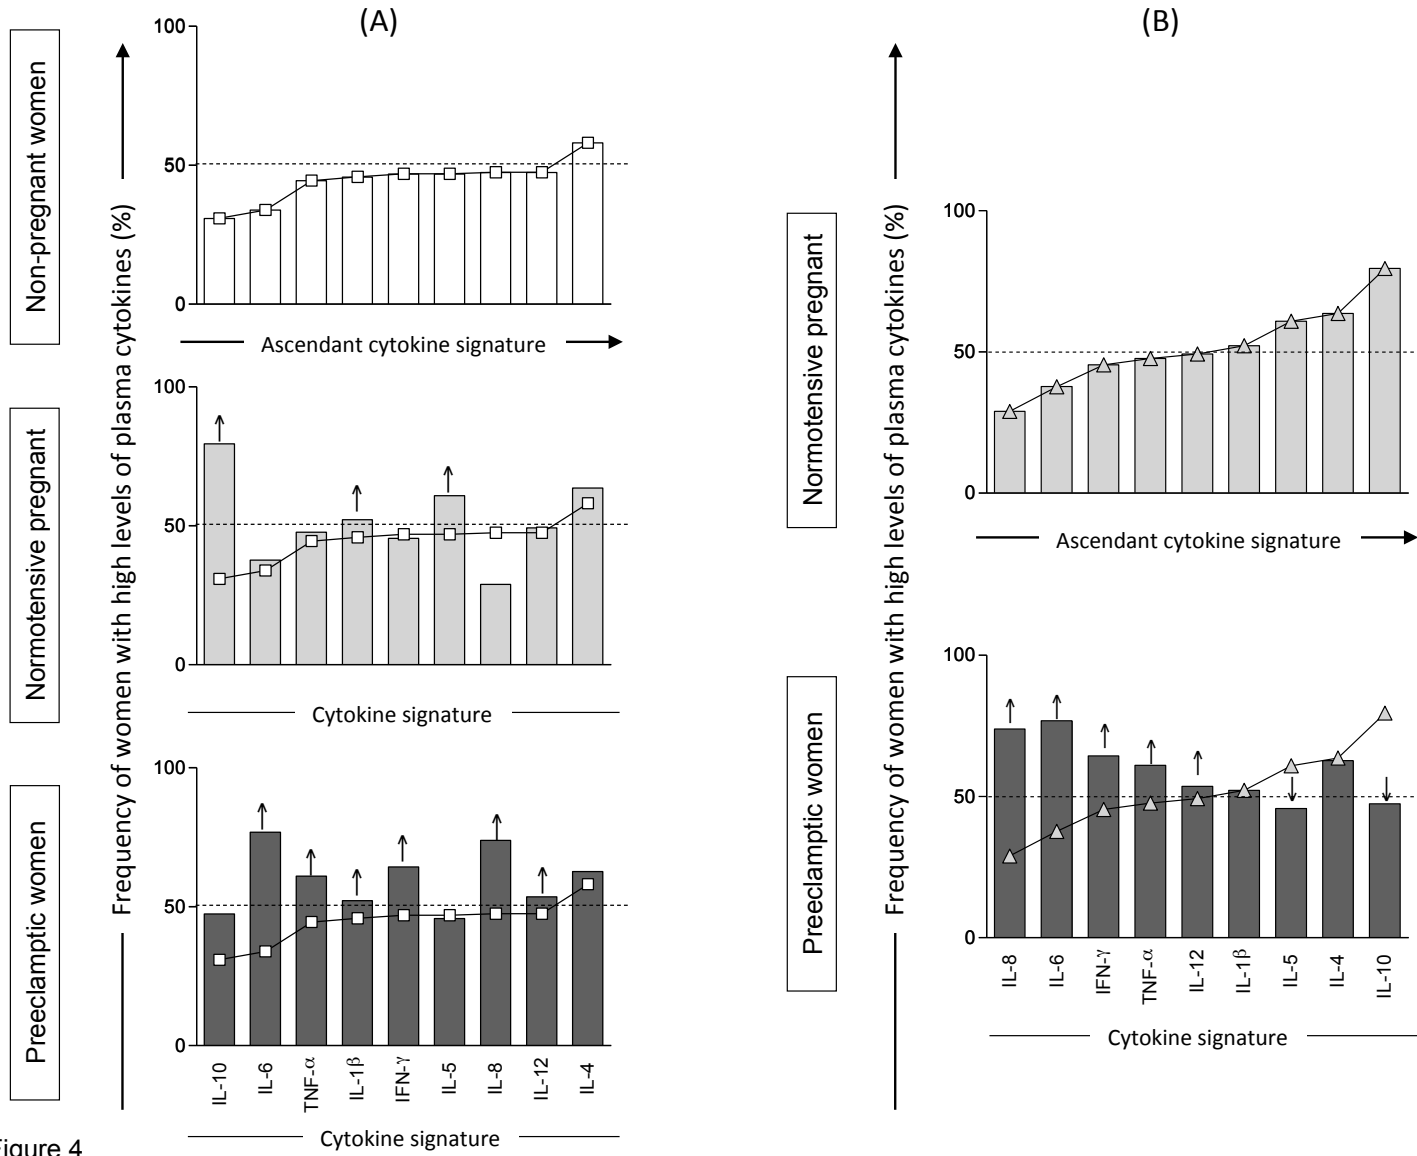 (A)
Non-pregnant women
Frequency of women with high levels of plasma cytokines (%)
100
50
0
Ascendant cytokine signature
Normotensive pregnant
100
50
0
Cytokine signature
Preeclamptic women
100
50
0
IL-10 IL-6 TNF-α IL-1β IFN-γ IL-5 IL-8 IL-12 IL-4
Cytokine signature
(B)
Normotensive pregnant
Frequency of women with high levels of plasma cytokines (%)
100
50
0
Ascendant cytokine signature
Preeclamptic women
100
50
0
IL-8 IL-6 IFN-γ TNF-α IL-12 IL-1β IL-5 IL-4 IL-10
Cytokine signature
igure 4